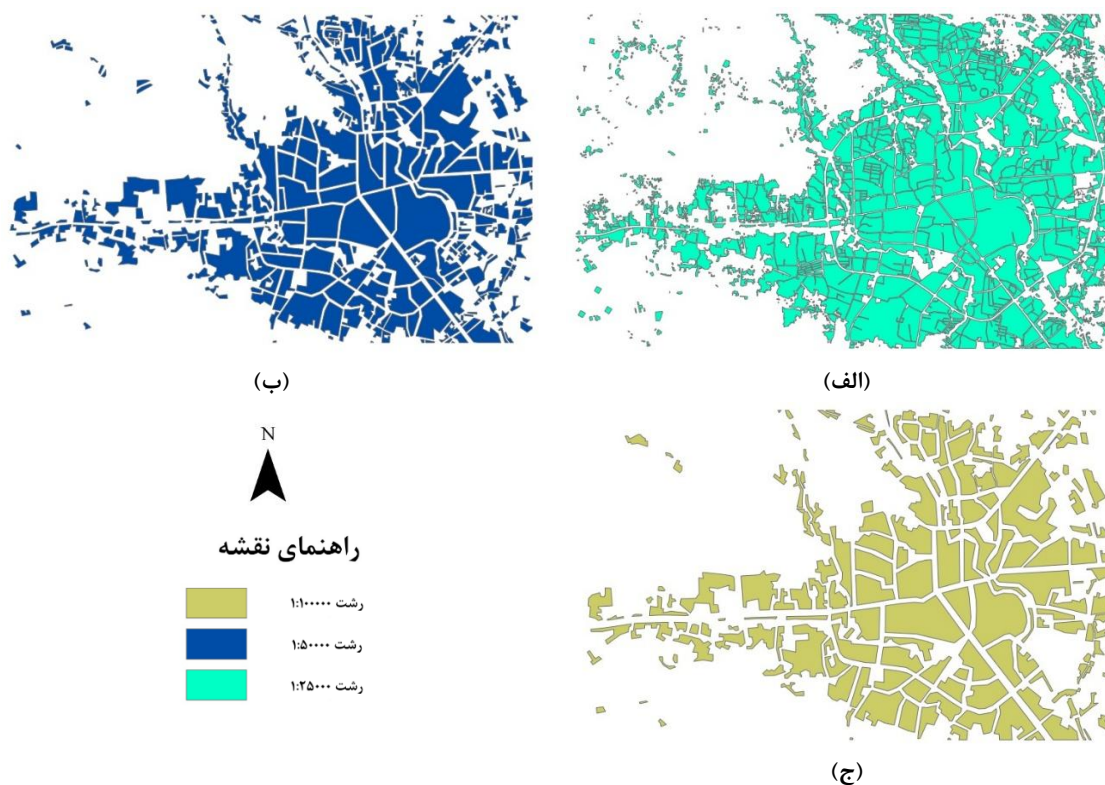 (الف)
(ب)
N
راهنمای نقشه
رشت ۱:۱۰۰۰۰۰
رشت ۱:۵۰۰۰۰
رشت ۱:۲۵۰۰۰
(ج)